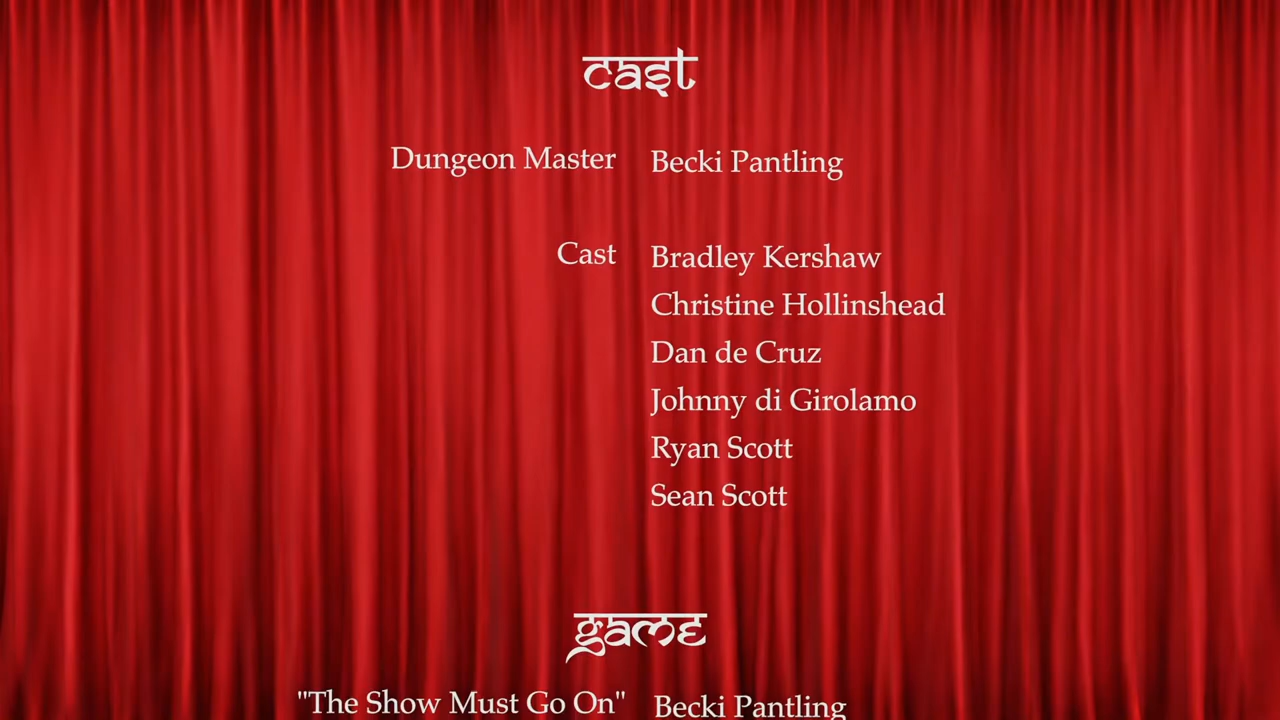 cast
Dungeon Master Becki Pantling
Cast Bradley Kershaw
Christine Hollinshead
Dan de Cruz
Johnny di Girolamo
Ryan Scott
Sean Scott
game
"The Show Must Go On" Becki Pantling